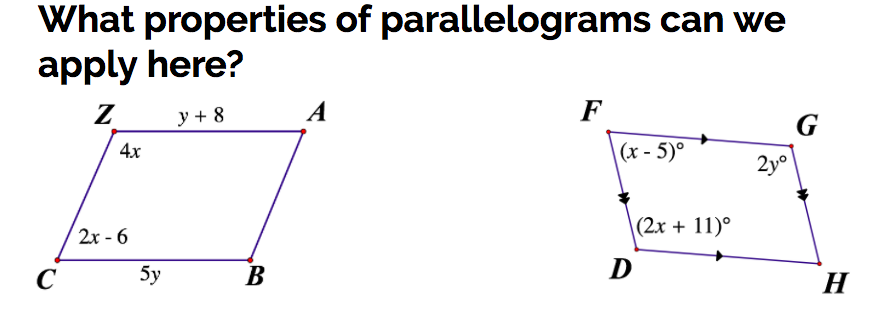 What properties of parallelograms can we
apply here?
Z y + 8 A
4x
2x - 6
C 5y B
F G
(x - 5)°
2y°
(2x + 11)°
D H